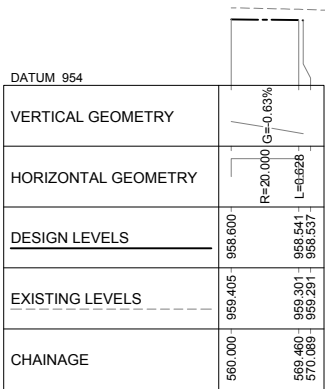 DATUM 954
VERTICAL GEOMETRY
G=-0.63%
HORIZONTAL GEOMETRY
R=20.000
L=0.628
DESIGN LEVELS
958.600
958.541
958.537
EXISTING LEVELS
959.405
959.301
959.291
CHAINAGE
560.000
569.460
570.089